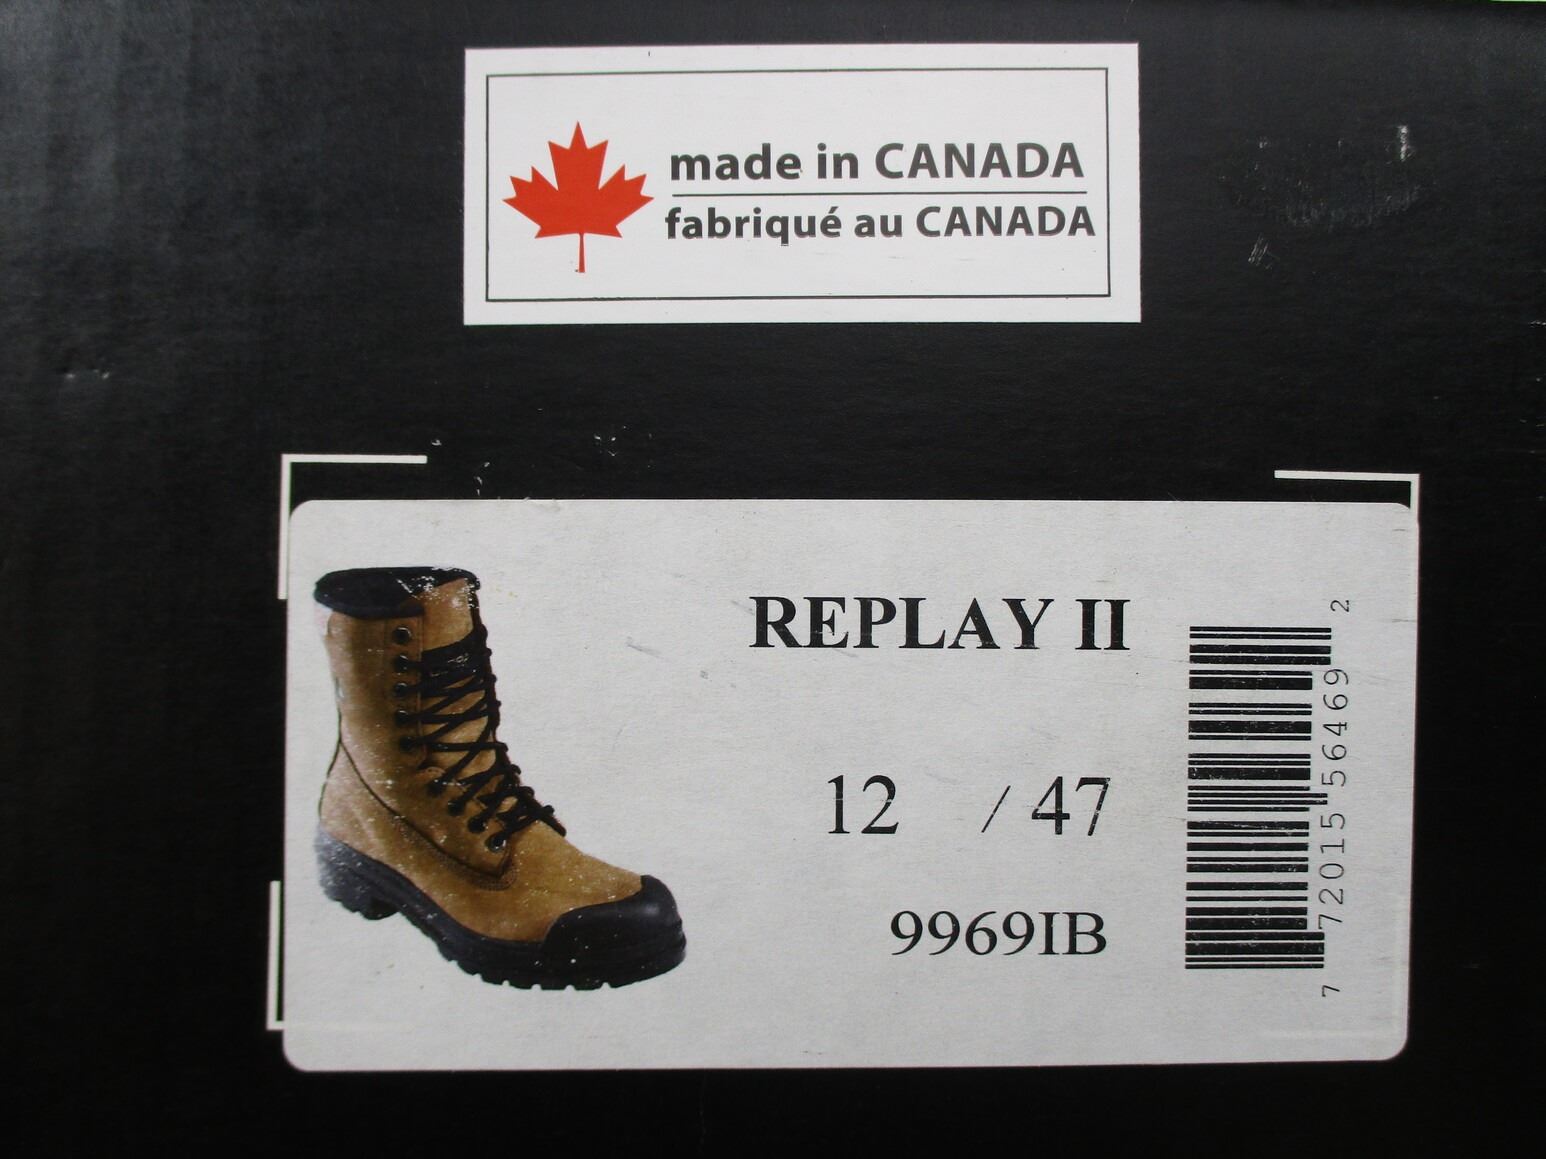 made in CANADA
fabriqué au CANADA
REPLAY II
12 / 47
9969IB
7 72015 56469 2